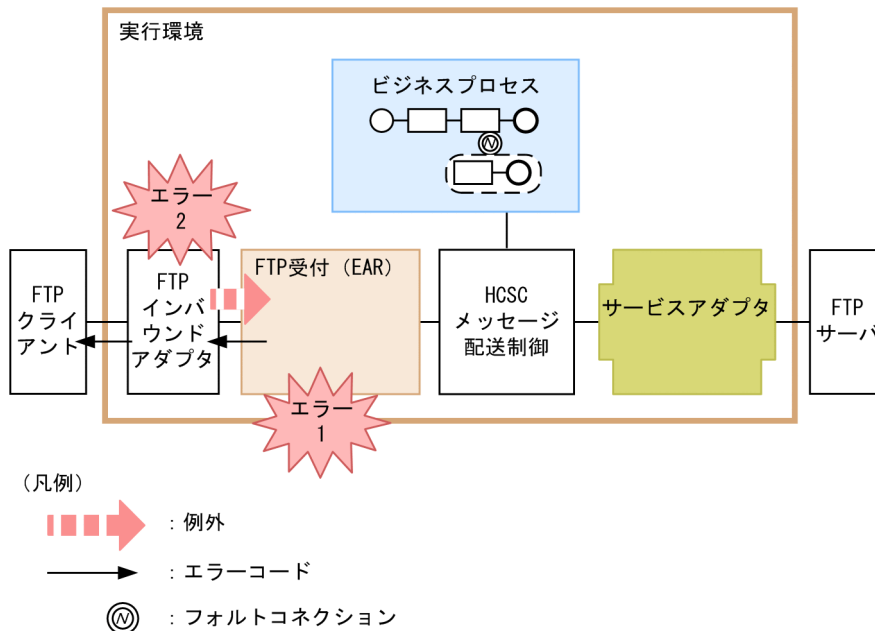 実行環境
ビジネスプロセス
エラー
2
FTP
クライ
アント
FTP
インバ
ウンド
アダプタ
FTP受付（EAR）
HCSC
メッセージ
配送制御
サービスアダプタ
FTP
サーバ
エラー
1
（凡例）
：例外
：エラーコード
：フォルトコネクション